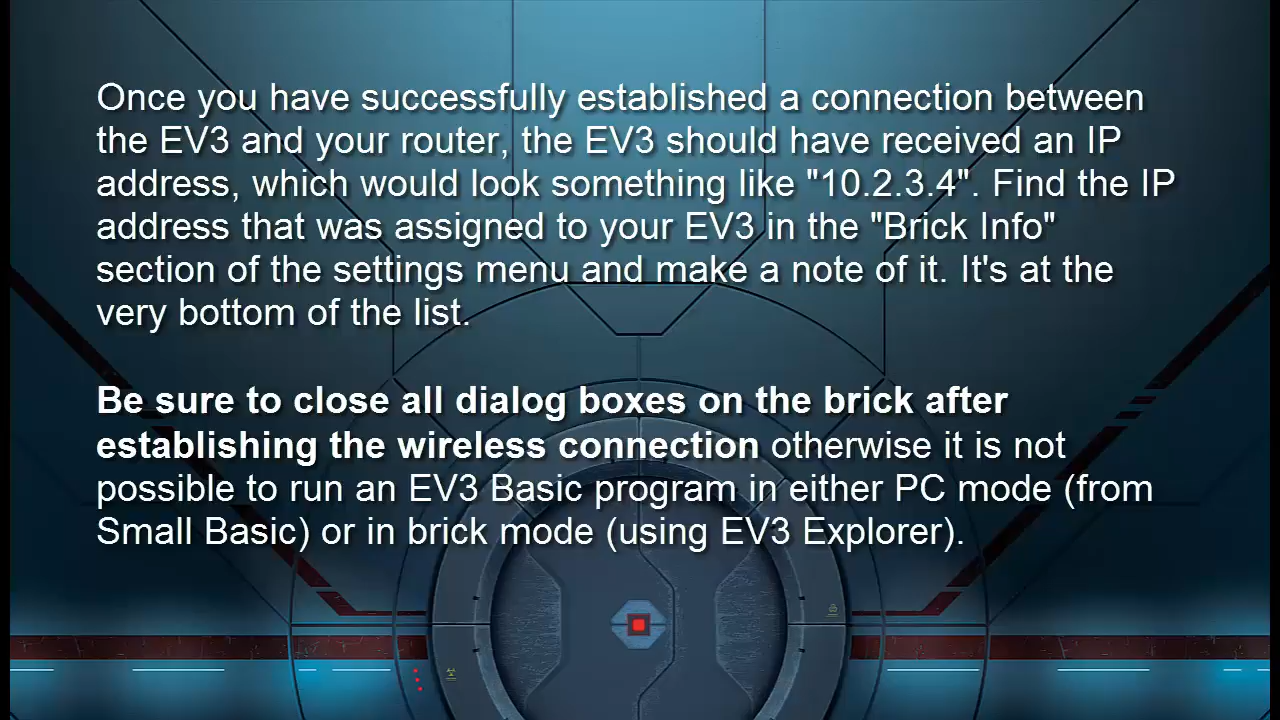 Once you have successfully established a connection between
the EV3 and your router, the EV3 should have received an IP
address, which would look something like "10.2.3.4". Find the IP
address that was assigned to your EV3 in the "Brick Info"
section of the settings menu and make a note of it. It's at the
very bottom of the list.
Be sure to close all dialog boxes on the brick after
establishing the wireless connection otherwise it is not
possible to run an EV3 Basic program in either PC mode (from
Small Basic) or in brick mode (using EV3 Explorer).